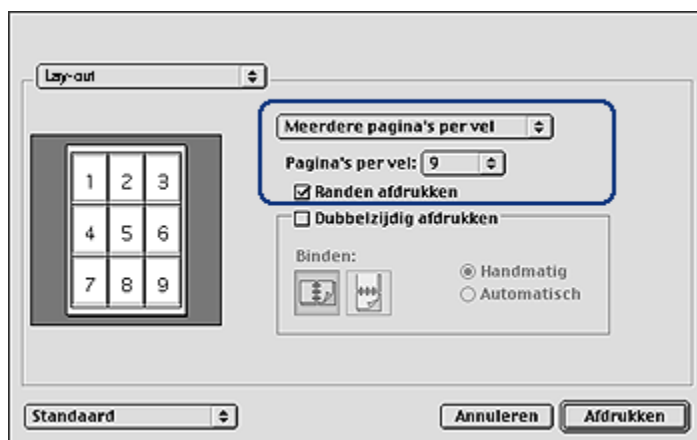 Lay-out
Meerdere pagina's per vel
Pagina's per vel: 9
Randen afdrukken
1 2 3
4 5 6
7 8 9
Dubbelzijdig afdrukken
Binden:
Handmatig
Automatisch
Standaard
Annuleren
Afdrukken